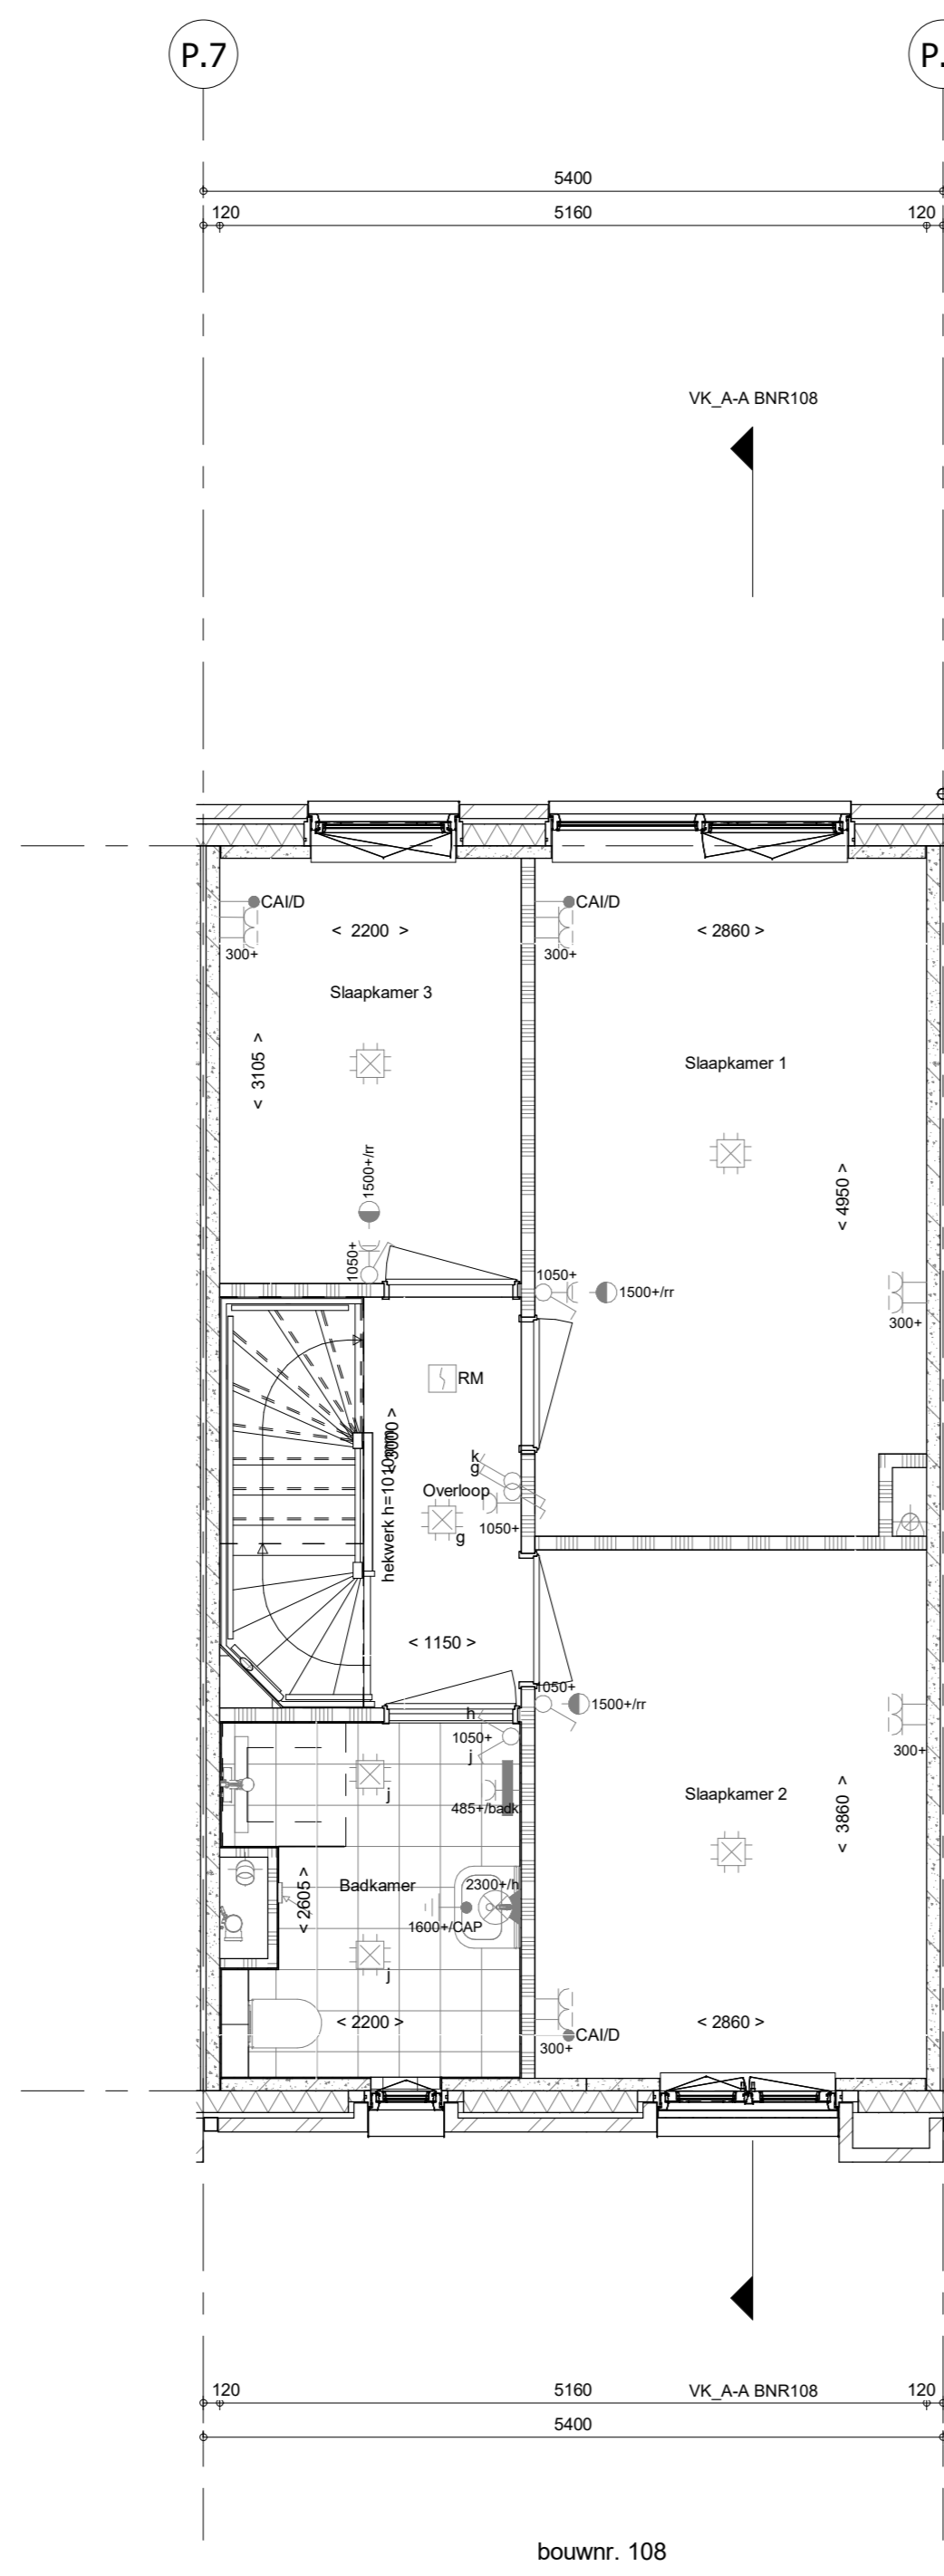 P.7
P.
5400
120
5160
120
VK_A-A BNR108
CAI/D
300+
< 2200 >
CAI/D
300+
< 2860 >
Slaapkamer 3
< 3105 >
Slaapkamer 1
1500+/rr
1050+
< 4950 >
1050+
1500+/rr
300+
RM
< 3000 >
hekwerk h=1010mm
k
g
Overloop
1050+
g
< 1150 >
1050+
1500+/rr
h
1050+
j
300+
j
485+/badk
Slaapkamer 2
< 3860 >
Badkamer
< 2605 >
2300+/h
1600+/CAP
j
< 2200 >
CAI/D
300+
< 2860 >
120
5160
VK_A-A BNR108
120
5400
bouwnr. 108